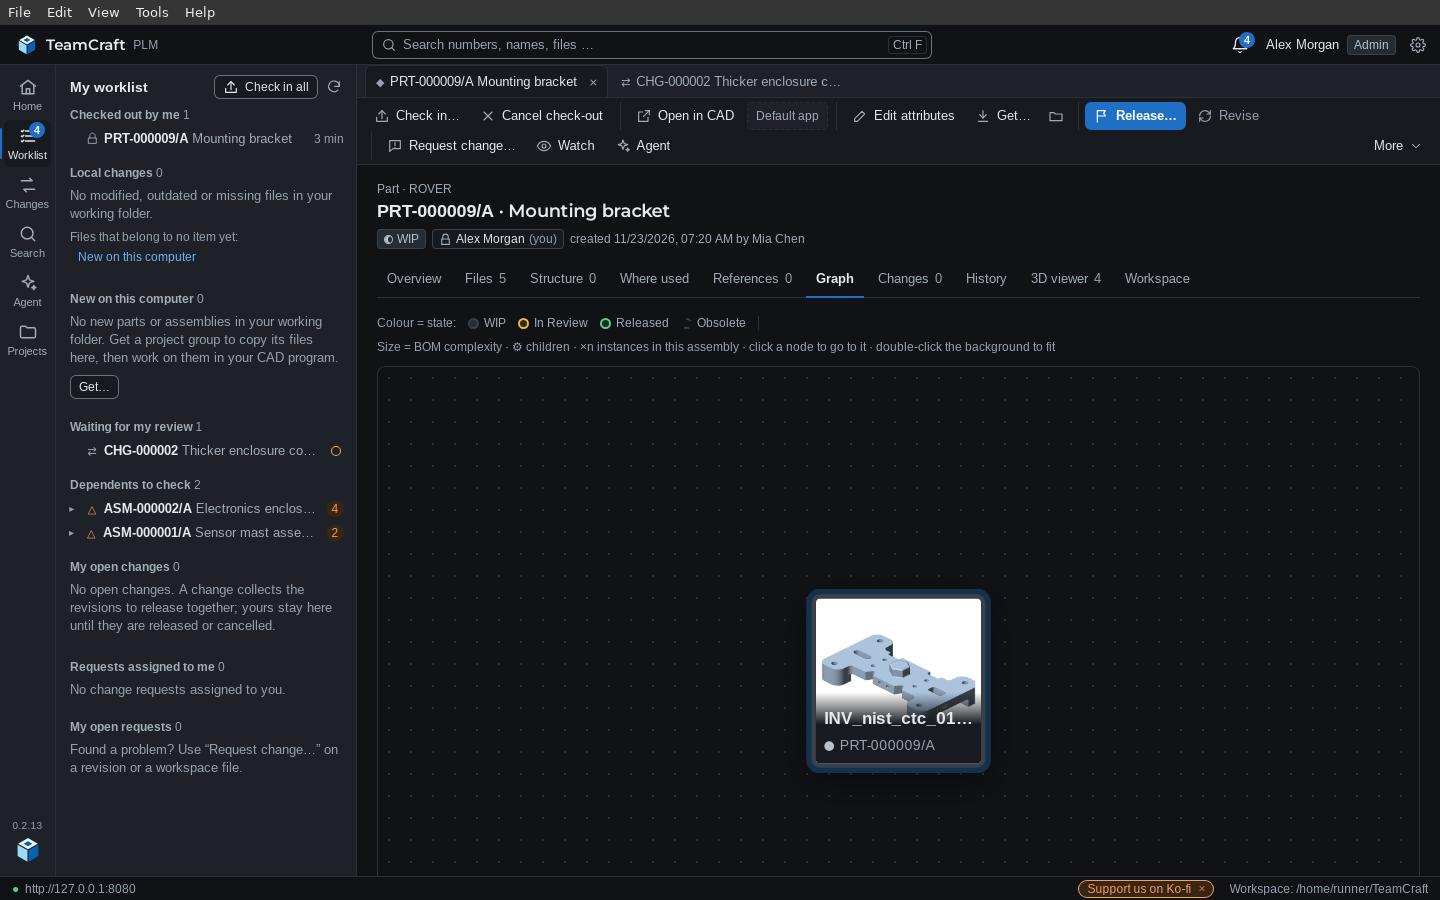 File Edit View Tools Help
TeamCraft PLM
Search numbers, names, files … Ctrl F
4 Alex Morgan Admin
Home
4
Worklist
Changes
Search
Agent
Projects
0.2.13
My worklist Check in all
Checked out by me 1
PRT-000009/A Mounting bracket 3 min
Local changes 0
No modified, outdated or missing files in your
working folder.
Files that belong to no item yet:
New on this computer
New on this computer 0
No new parts or assemblies in your working
folder. Get a project group to copy its files
here, then work on them in your CAD program.
Get…
Waiting for my review 1
CHG-000002 Thicker enclosure co…
Dependents to check 2
ASM-000002/A Electronics enclos… 4
ASM-000001/A Sensor mast asse… 2
My open changes 0
No open changes. A change collects the
revisions to release together; yours stay here
until they are released or cancelled.
Requests assigned to me 0
No change requests assigned to you.
My open requests 0
Found a problem? Use “Request change…” on
a revision or a workspace file.
PRT-000009/A Mounting bracket × CHG-000002 Thicker enclosure c…
Check in… Cancel check-out Open in CAD Default app Edit attributes Get… Release… Revise
Request change… Watch Agent More
Part · ROVER
PRT-000009/A · Mounting bracket
WIP Alex Morgan (you) created 11/23/2026, 07:20 AM by Mia Chen
Overview Files 5 Structure 0 Where used References 0 Graph Changes 0 History 3D viewer 4 Workspace
Colour = state: WIP In Review Released Obsolete
Size = BOM complexity · ⚙ children · ×n instances in this assembly · click a node to go to it · double-click the background to fit
INV_nist_ctc_01…
PRT-000009/A
http://127.0.0.1:8080 Support us on Ko-fi × Workspace: /home/runner/TeamCraft